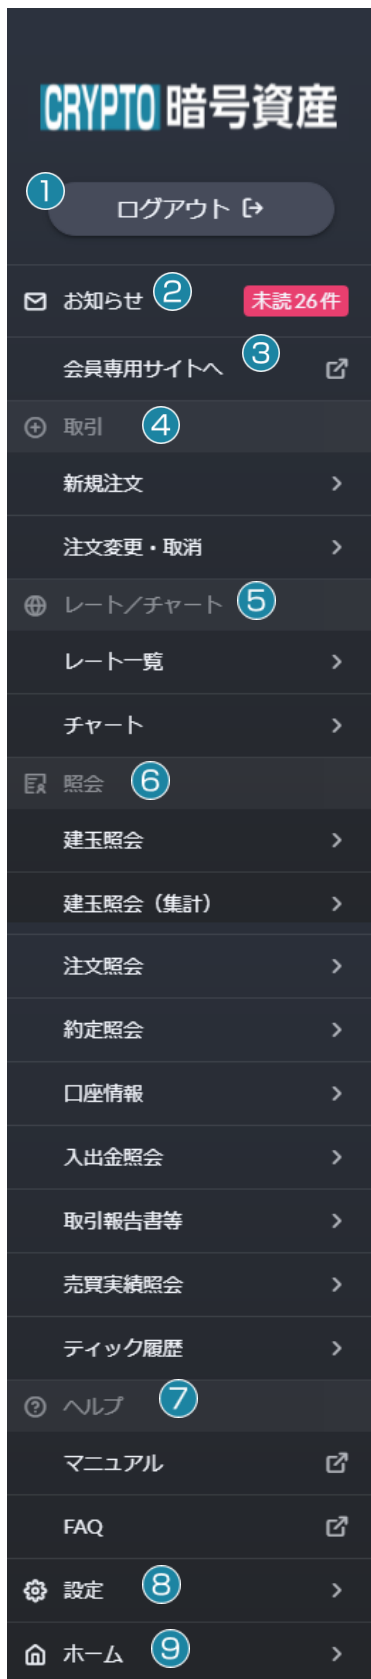 CRYPTO 暗号資産
1
ログアウト
お知らせ 2 未読26件
会員専用サイトへ 3
取引 4
新規注文
注文変更・取消
レート／チャート 5
レート一覧
チャート
照会 6
建玉照会
建玉照会（集計）
注文照会
約定照会
口座情報
入出金照会
取引報告書等
売買実績照会
ティック履歴
ヘルプ 7
マニュアル
FAQ
設定 8
ホーム 9